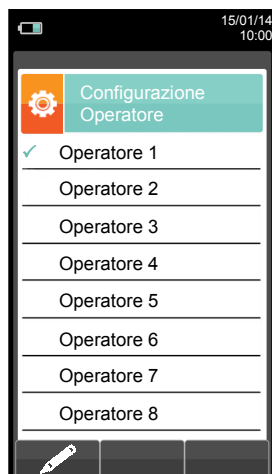 15/01/14
10:00
Configurazione
Operatore
✓ Operatore 1
Operatore 2
Operatore 3
Operatore 4
Operatore 5
Operatore 6
Operatore 7
Operatore 8